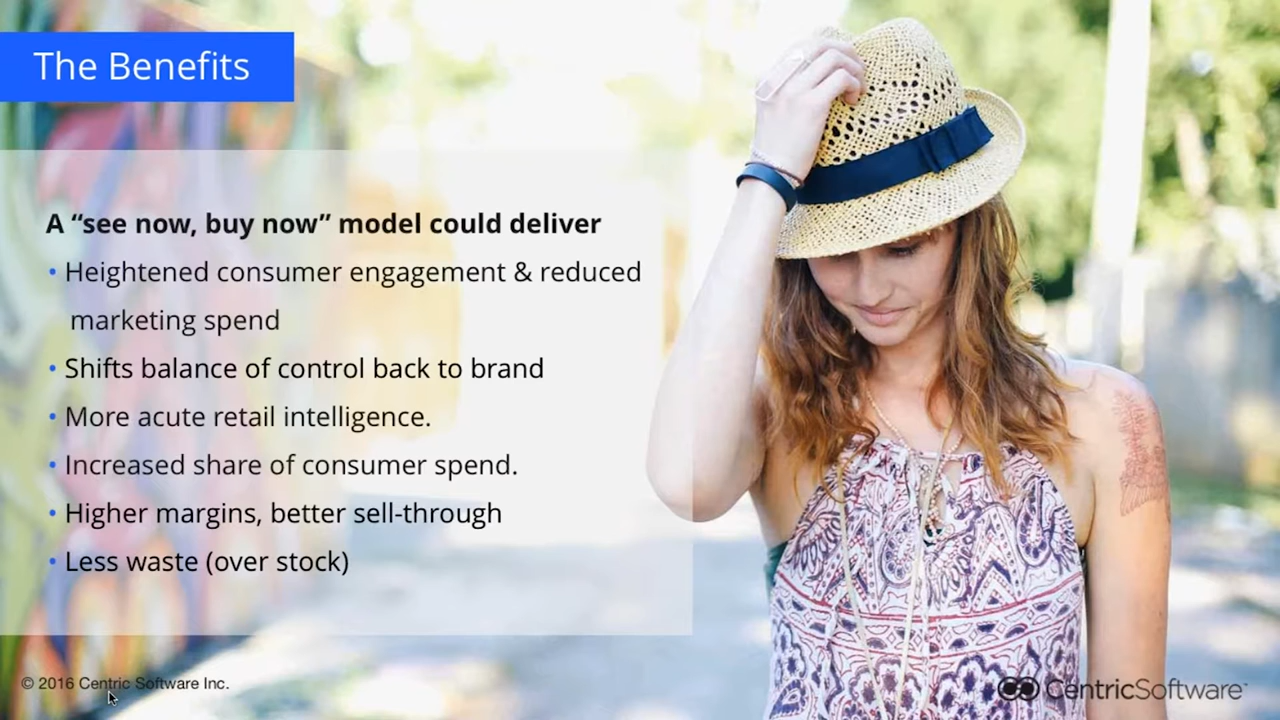 The Benefits
A “see now, buy now” model could deliver
• Heightened consumer engagement & reduced
marketing spend
• Shifts balance of control back to brand
• More acute retail intelligence.
• Increased share of consumer spend.
• Higher margins, better sell-through
• Less waste (over stock)
© 2016 Centric Software Inc.
CentricSoftware™